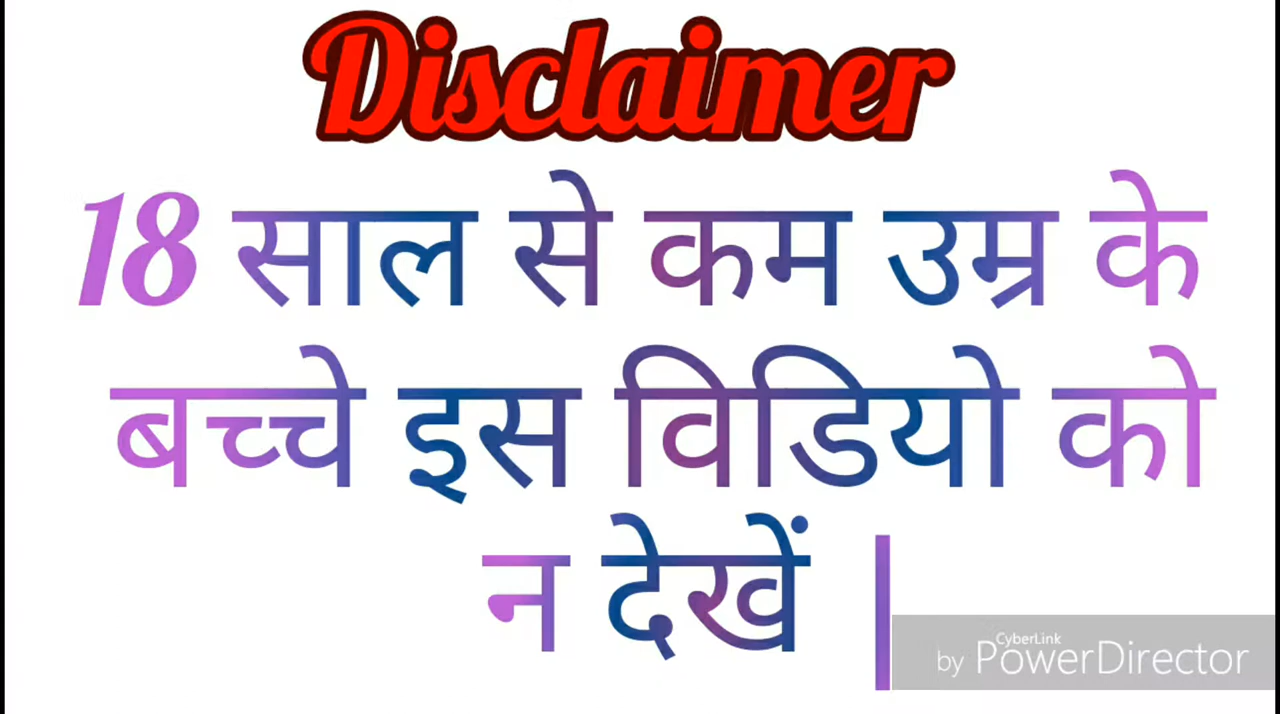 Disclaimer
18 साल से कम उम्र के
बच्चे इस विडियो को
न देखें |
CyberLink
by PowerDirector